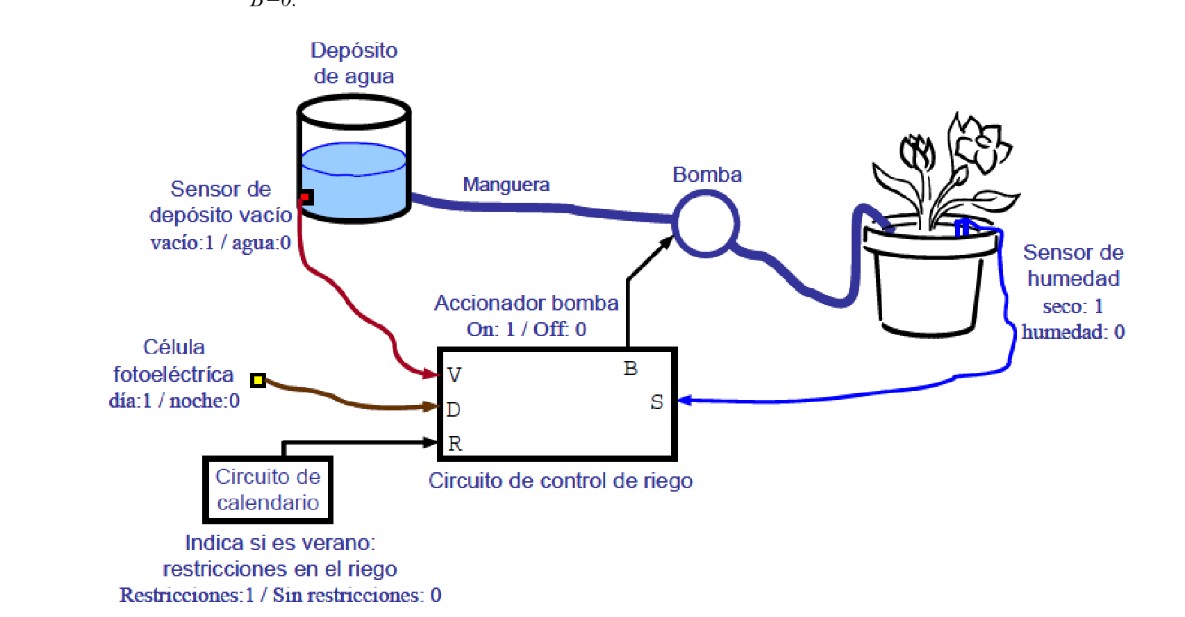 B=0.
Depósito
de agua
Sensor de
depósito vacío
vacío:1 / agua:0
Manguera
Bomba
Sensor de
humedad
seco: 1
humedad: 0
Accionador bomba
On: 1 / Off: 0
Célula
fotoeléctrica
día:1 / noche:0
V
D
R
B
S
Circuito de
calendario
Circuito de control de riego
Indica si es verano:
restricciones en el riego
Restricciones:1 / Sin restricciones: 0